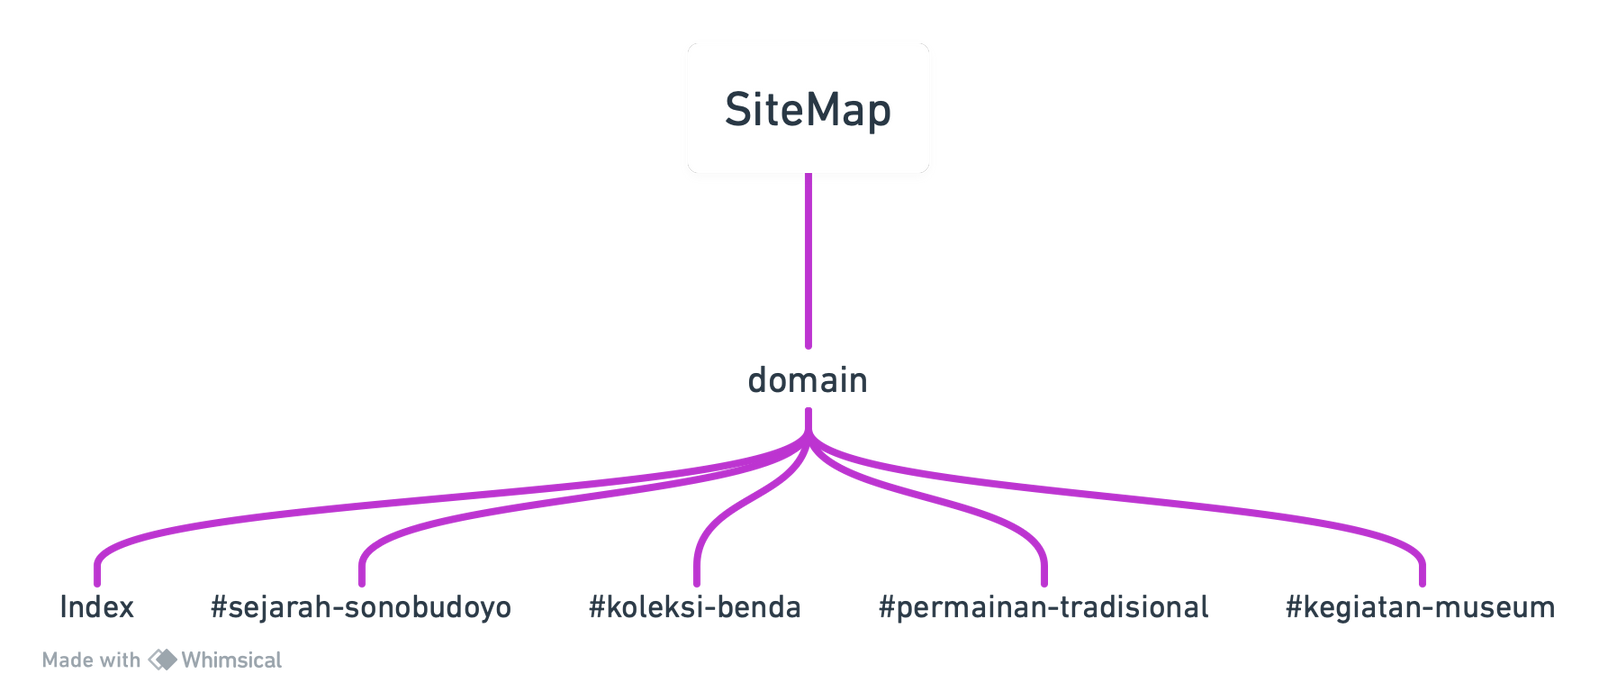 SiteMap
domain
Index
#sejarah-sonobudoyo
#koleksi-benda
#permainan-tradisional
#kegiatan-museum
Made with Whimsical